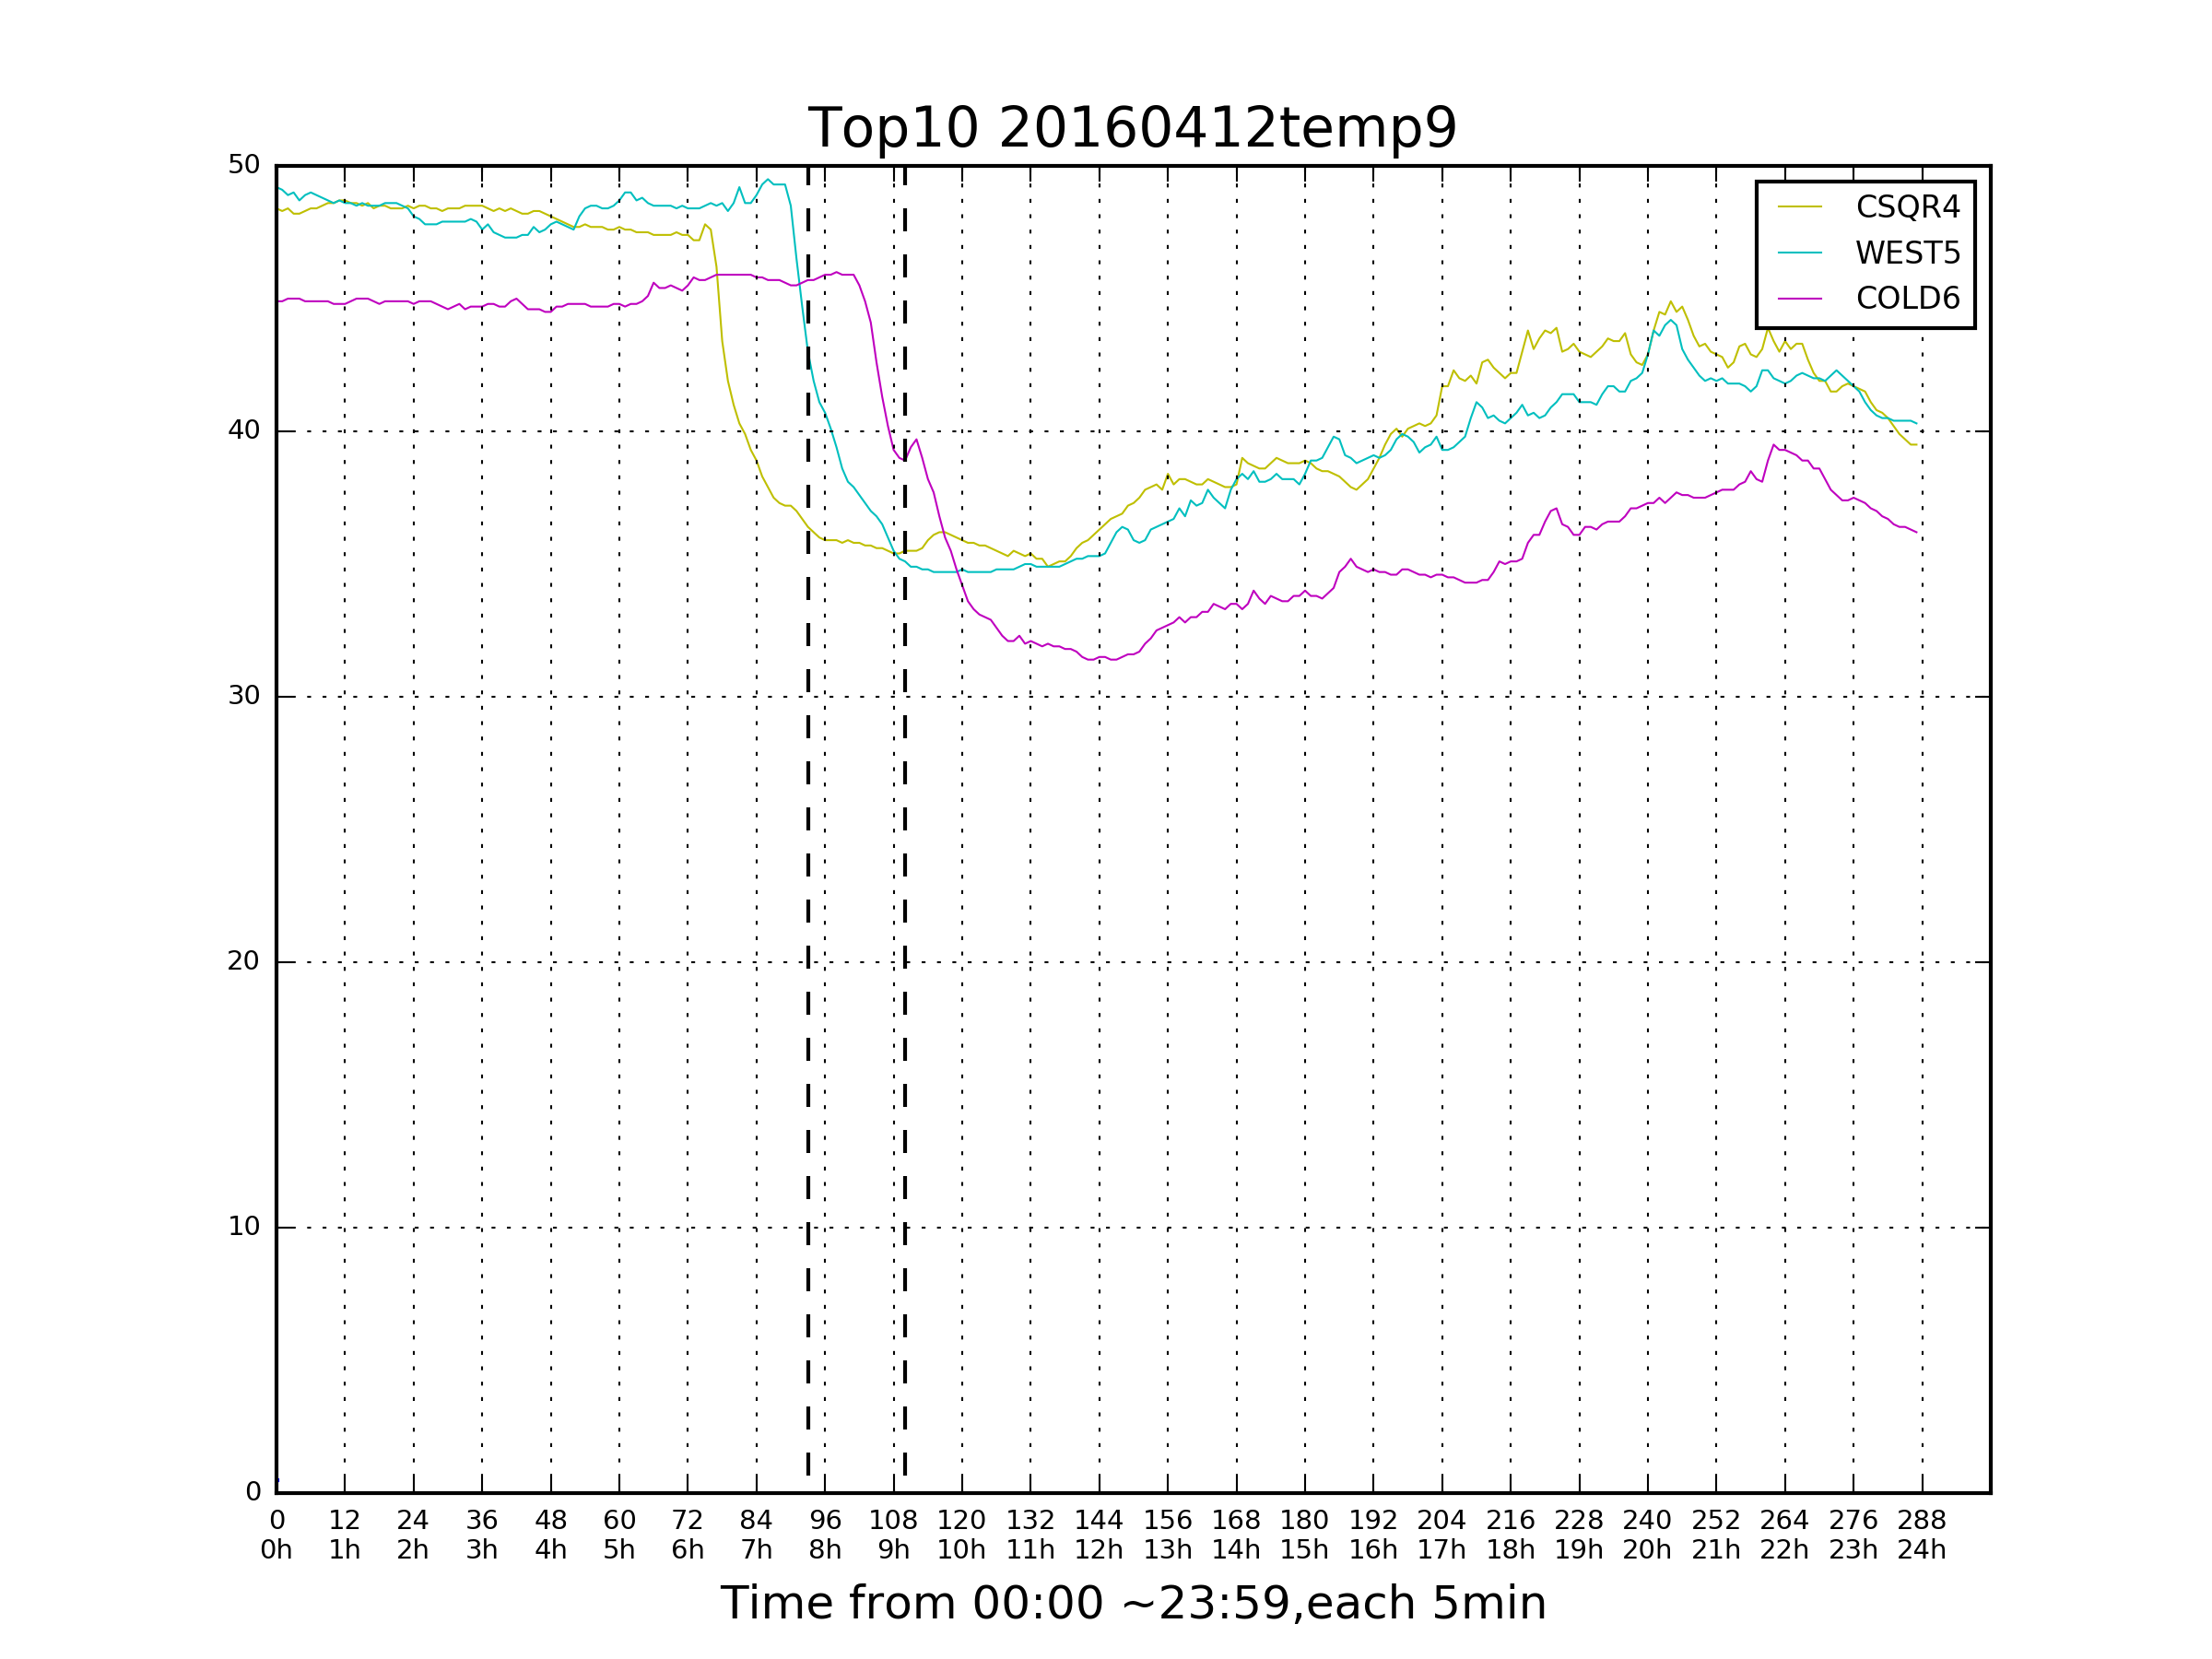 Top10 20160412temp9
50
40
30
20
10
0
CSQR4
WEST5
COLD6
0 12 24 36 48 60 72 84 96 108 120 132 144 156 168 180 192 204 216 228 240 252 264 276 288
0h 1h 2h 3h 4h 5h 6h 7h 8h 9h 10h 11h 12h 13h 14h 15h 16h 17h 18h 19h 20h 21h 22h 23h 24h
Time from 00:00 ~23:59,each 5min